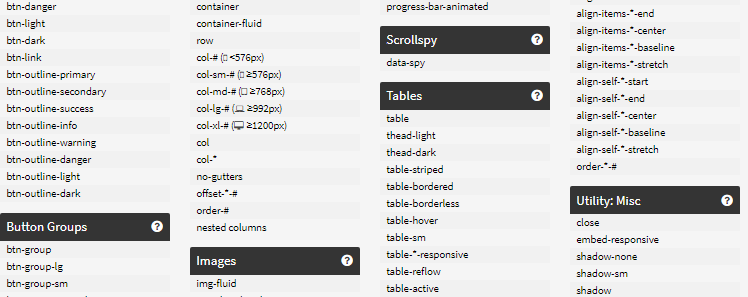 btn-danger
btn-light
btn-dark
btn-link
btn-outline-primary
btn-outline-secondary
btn-outline-success
btn-outline-info
btn-outline-warning
btn-outline-danger
btn-outline-light
btn-outline-dark
Button Groups
btn-group
btn-group-lg
btn-group-sm
container
container-fluid
row
col-# (<576px)
col-sm-# (≥576px)
col-md-# (≥768px)
col-lg-# (≥992px)
col-xl-# (≥1200px)
col
col-*
no-gutters
offset-*-#
order-#
nested columns
Images
img-fluid
progress-bar-animated
Scrollspy
data-spy
Tables
table
thead-light
thead-dark
table-striped
table-bordered
table-borderless
table-hover
table-sm
table-*-responsive
table-reflow
table-active
align-items-*-end
align-items-*-center
align-items-*-baseline
align-items-*-stretch
align-self-*-start
align-self-*-end
align-self-*-center
align-self-*-baseline
align-self-*-stretch
order-*-#
Utility: Misc
close
embed-responsive
shadow-none
shadow-sm
shadow